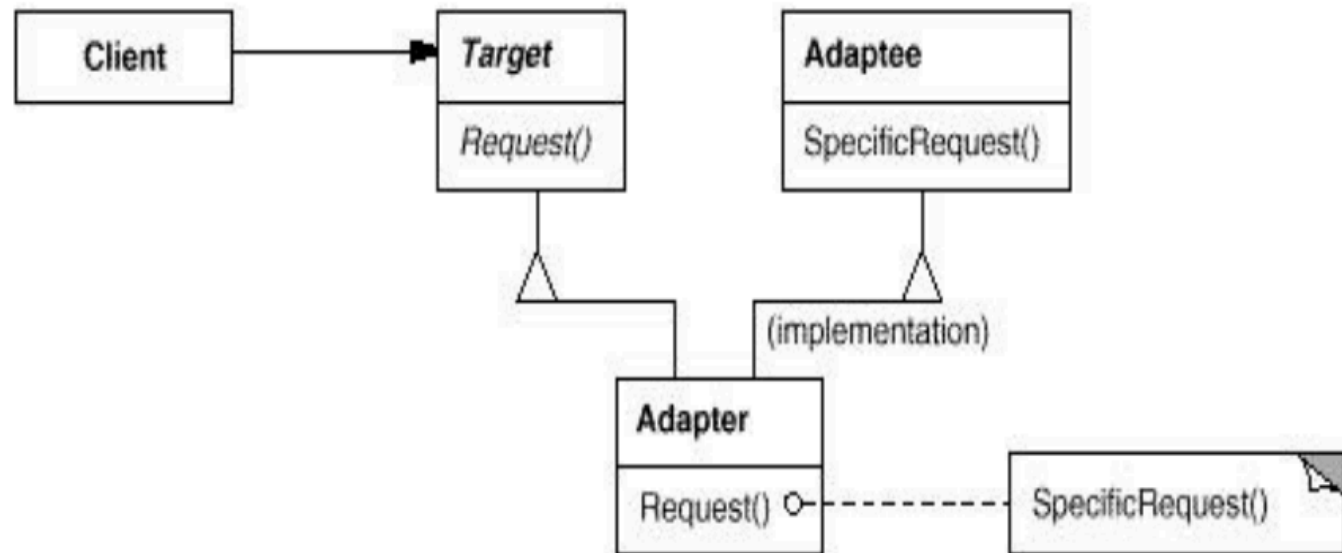 Client
Target
Request()
Adaptee
SpecificRequest()
(implementation)
Adapter
Request()
SpecificRequest()